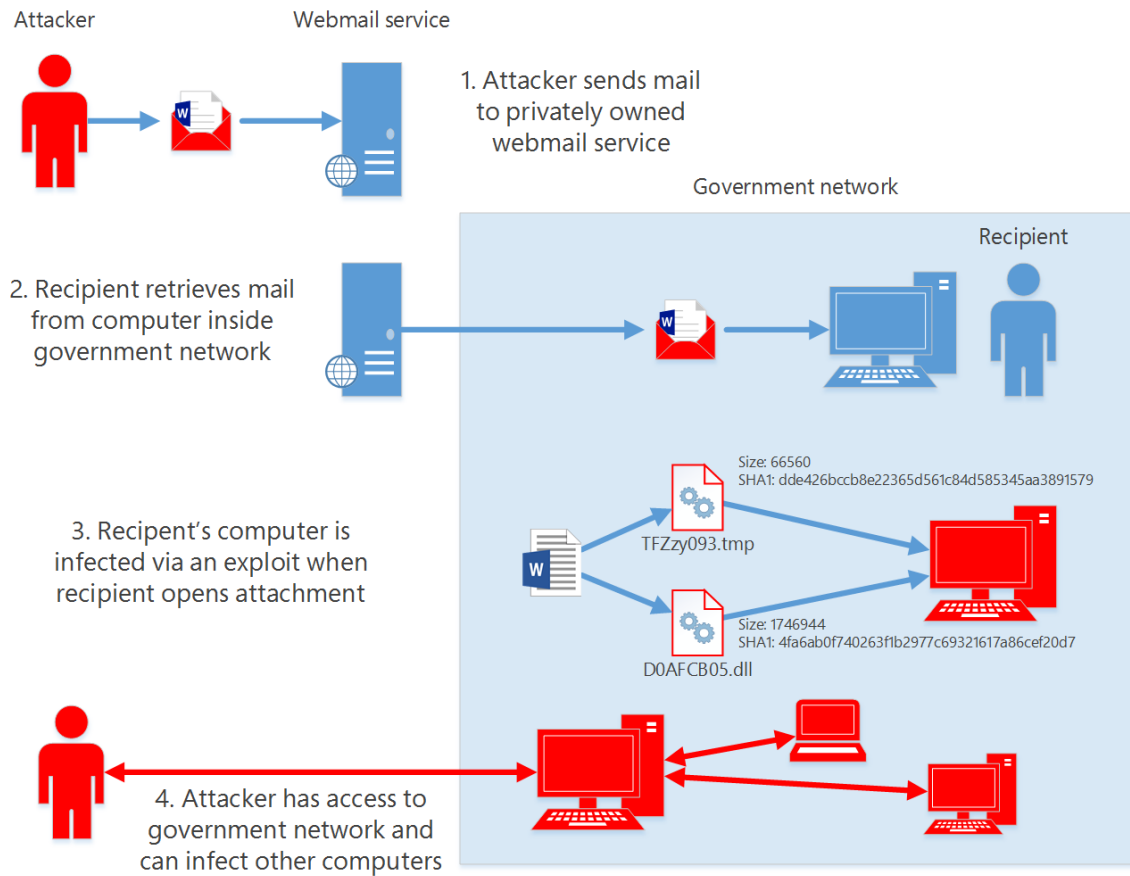 Attacker
Webmail service
1. Attacker sends mail
to privately owned
webmail service
Government network
Recipient
2. Recipient retrieves mail
from computer inside
government network
W
W
3. Recipent’s computer is
infected via an exploit when
recipient opens attachment
W
Size: 66560
SHA1: dde426bccb8e22365d561c84d585345aa3891579
TFZzy093.tmp
Size: 1746944
SHA1: 4fa6ab0f740263f1b2977c69321617a86cef20d7
D0AFCB05.dll
4. Attacker has access to
government network and
can infect other computers